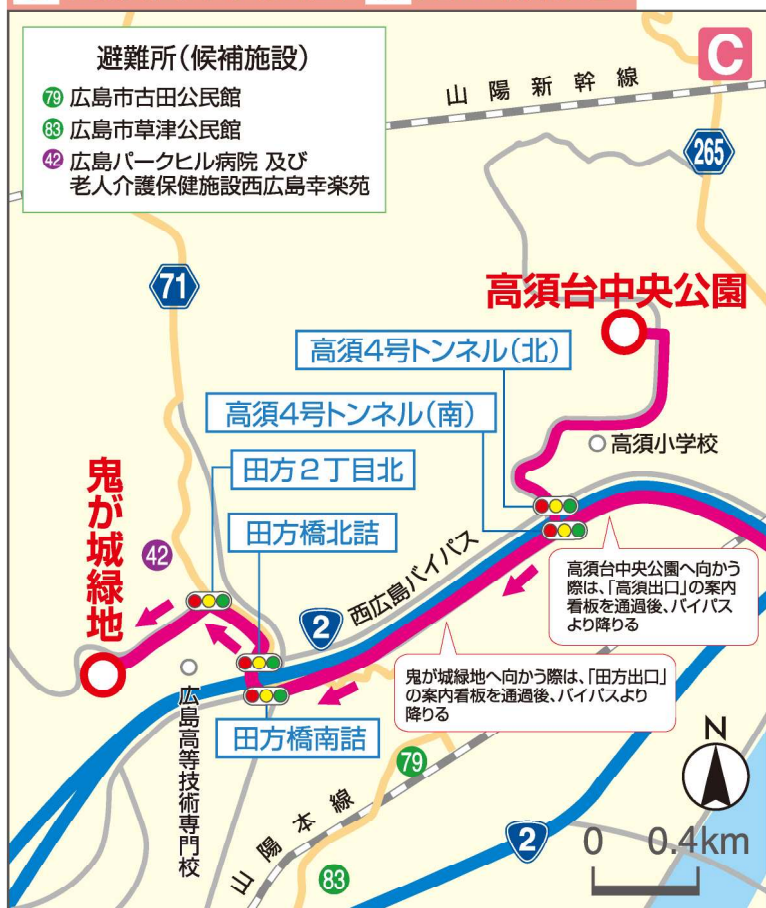 避難所（候補施設）
79 広島市古田公民館
83 広島市草津公民館
42 広島パークヒル病院 及び
老人介護保健施設西広島幸楽苑
C
山陽新幹線
265
71
高須台中央公園
高須4号トンネル（北）
高須4号トンネル（南）
高須小学校
田方２丁目北
鬼が城緑地
42
田方橋北詰
西広島バイパス
2
高須台中央公園へ向かう
際は、「高須出口」の案内
看板を通過後、バイパス
より降りる
鬼が城緑地へ向かう際は、「田方出口」
の案内看板を通過後、バイパスより
降りる
広島高等技術専門校
田方橋南詰
79
山陽本線
2
83
N
0 0.4km